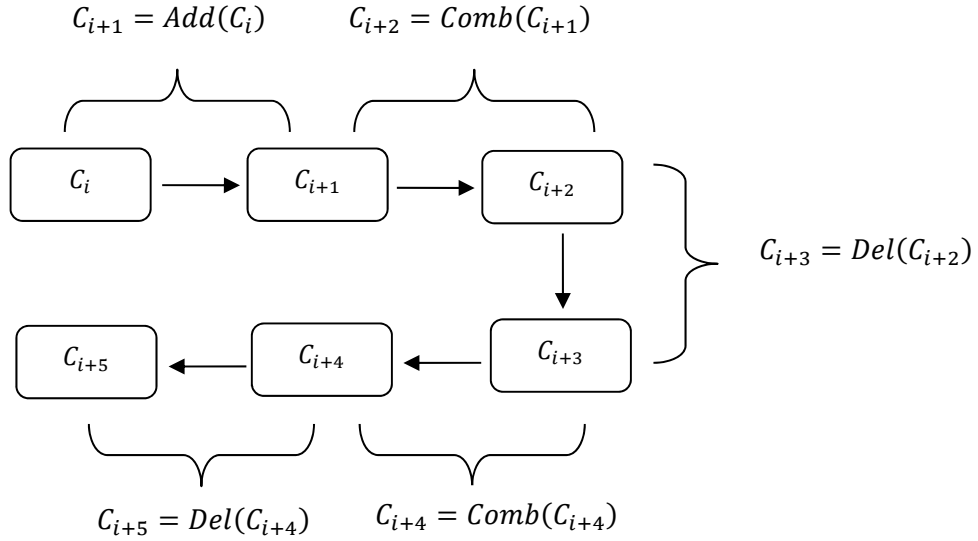 C_{i+1} = Add(C_i)
C_{i+2} = Comb(C_{i+1})
C_i
C_{i+1}
C_{i+2}
C_{i+3} = Del(C_{i+2})
C_{i+5}
C_{i+4}
C_{i+3}
C_{i+5} = Del(C_{i+4})
C_{i+4} = Comb(C_{i+4})